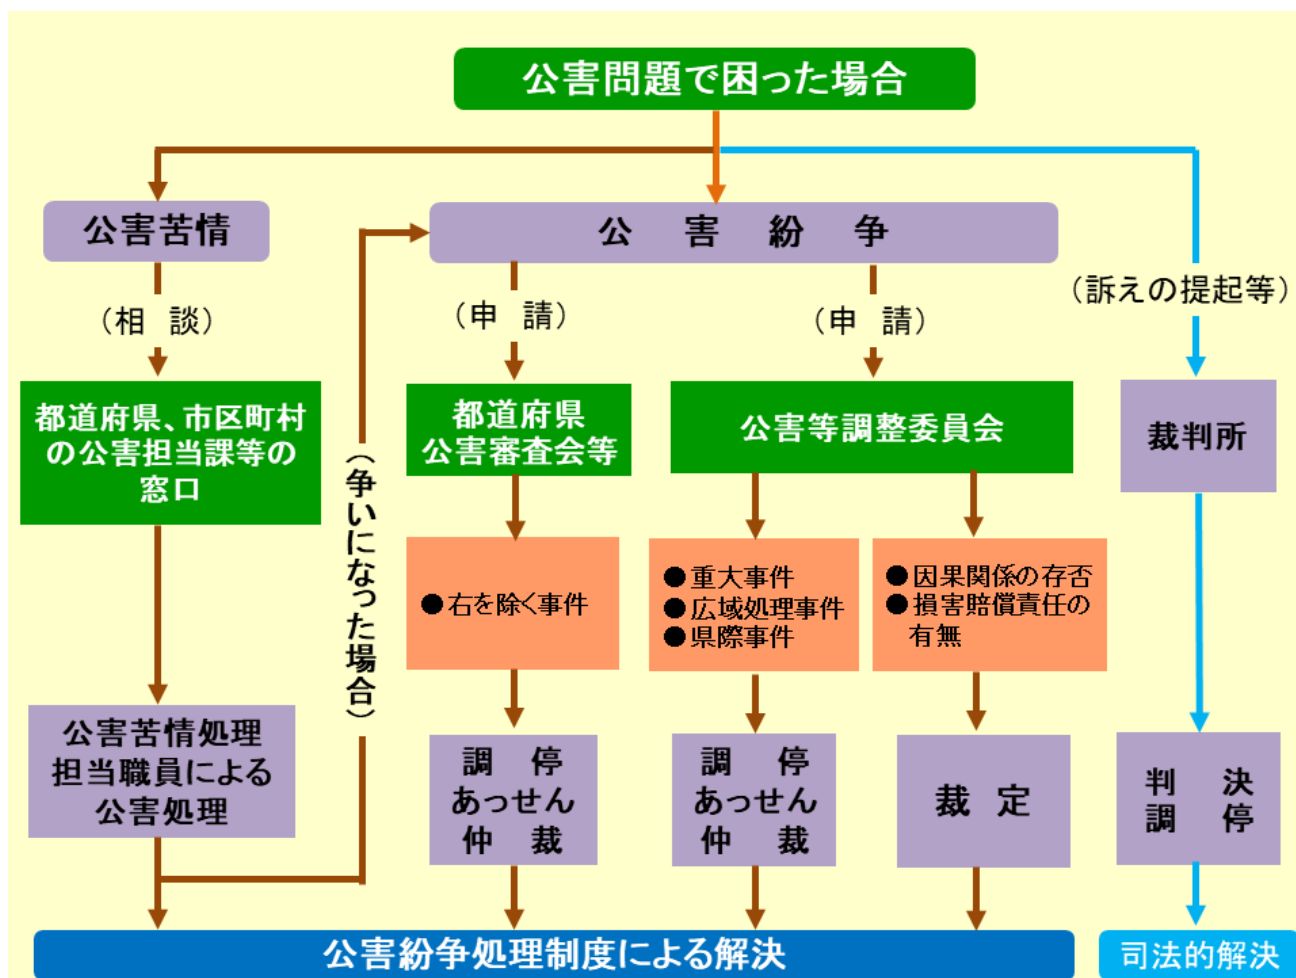 公害問題で困った場合
公害苦情
公　害　紛　争
（相　談）
（申　請）
（申　請）
（訴えの提起等）
都道府県、市区町村
の公害担当課等の
窓口
（争いになった場合）
都道府県
公害審査会等
公害等調整委員会
裁判所
●右を除く事件
●重大事件
●広域処理事件
●県際事件
●因果関係の存否
●損害賠償責任の
有無
公害苦情処理
担当職員による
公害処理
調　停
あっせん
仲　裁
調　停
あっせん
仲　裁
裁　定
判　決
調　停
公害紛争処理制度による解決
司法的解決